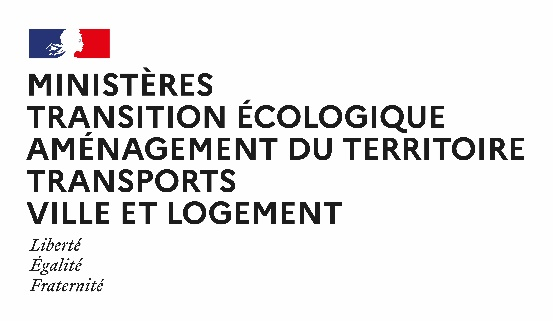 MINISTÈRES
TRANSITION ÉCOLOGIQUE
AMÉNAGEMENT DU TERRITOIRE
TRANSPORTS
VILLE ET LOGEMENT
Liberté
Égalité
Fraternité